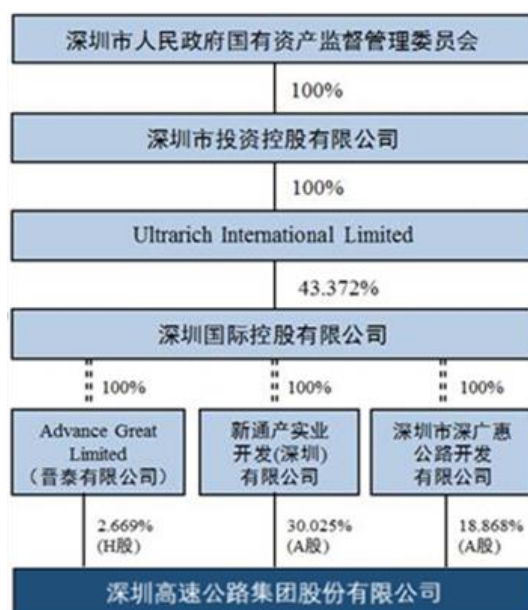 深圳市人民政府国有资产监督管理委员会
100%
深圳市投资控股有限公司
100%
Ultrarich International Limited
43.372%
深圳国际控股有限公司
100%
100%
100%
Advance Great
Limited
（晋泰有限公司）
新通产实业
开发(深圳)
有限公司
深圳市深广惠
公路开发
有限公司
2.669%
(H股)
30.025%
(A股)
18.868%
(A股)
深圳高速公路集团股份有限公司